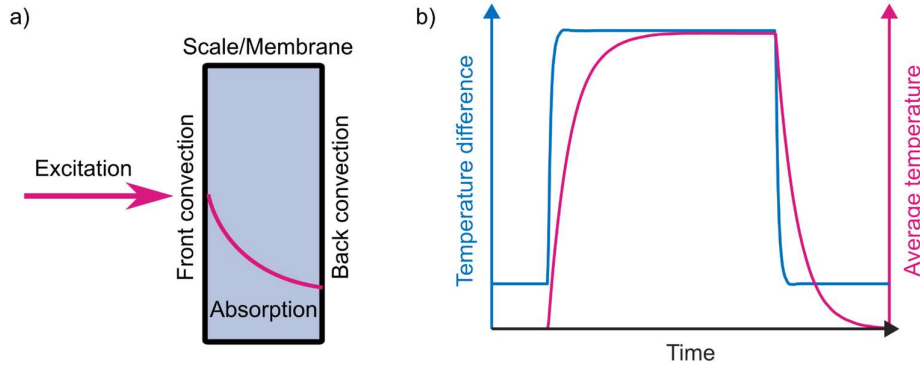 a)
Scale/Membrane
Excitation
Front convection
Absorption
Back convection
b)
Temperature difference
Average temperature
Time